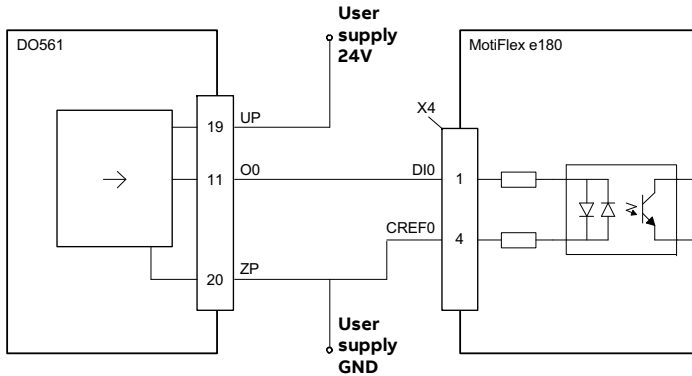 User
supply
24V
DO561
MotiFlex e180
X4
19
UP
11
O0
DI0
1
CREF0
4
20
ZP
User
supply
GND